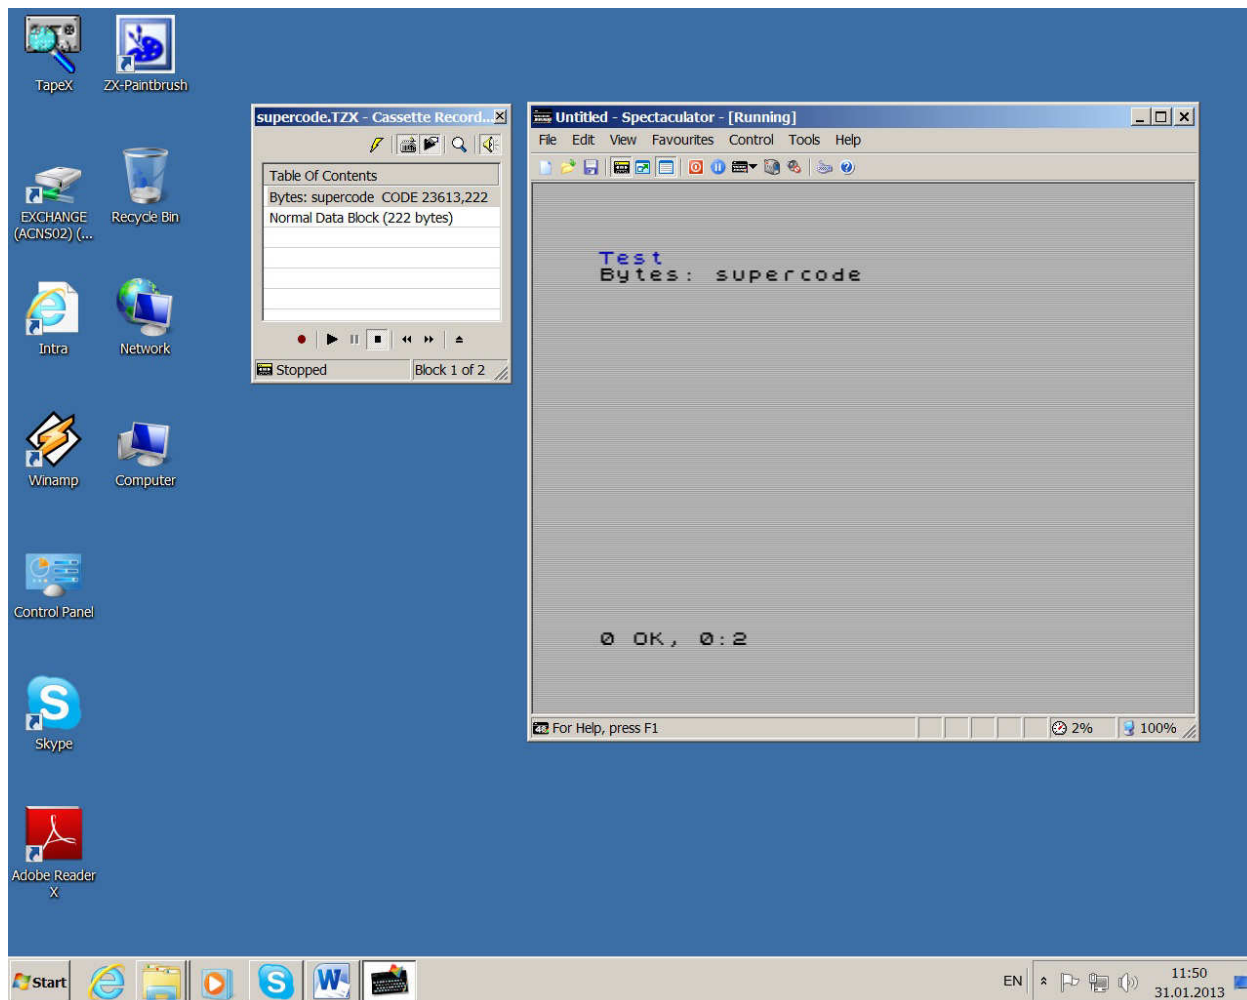 TapeX
ZX-Paintbrush
EXCHANGE
(ACNS02) (...
Recycle Bin
Intra
Network
Winamp
Computer
Control Panel
Skype
Adobe Reader
X
supercode.TZX - Cassette Record...
Table Of Contents
Bytes: supercode CODE 23613,222
Normal Data Block (222 bytes)
Stopped
Block 1 of 2
Untitled - Spectaculator - [Running]
File Edit View Favourites Control Tools Help
Test
Bytes: supercode
0 OK, 0:2
For Help, press F1
2%
100%
Start
EN
11:50
31.01.2013